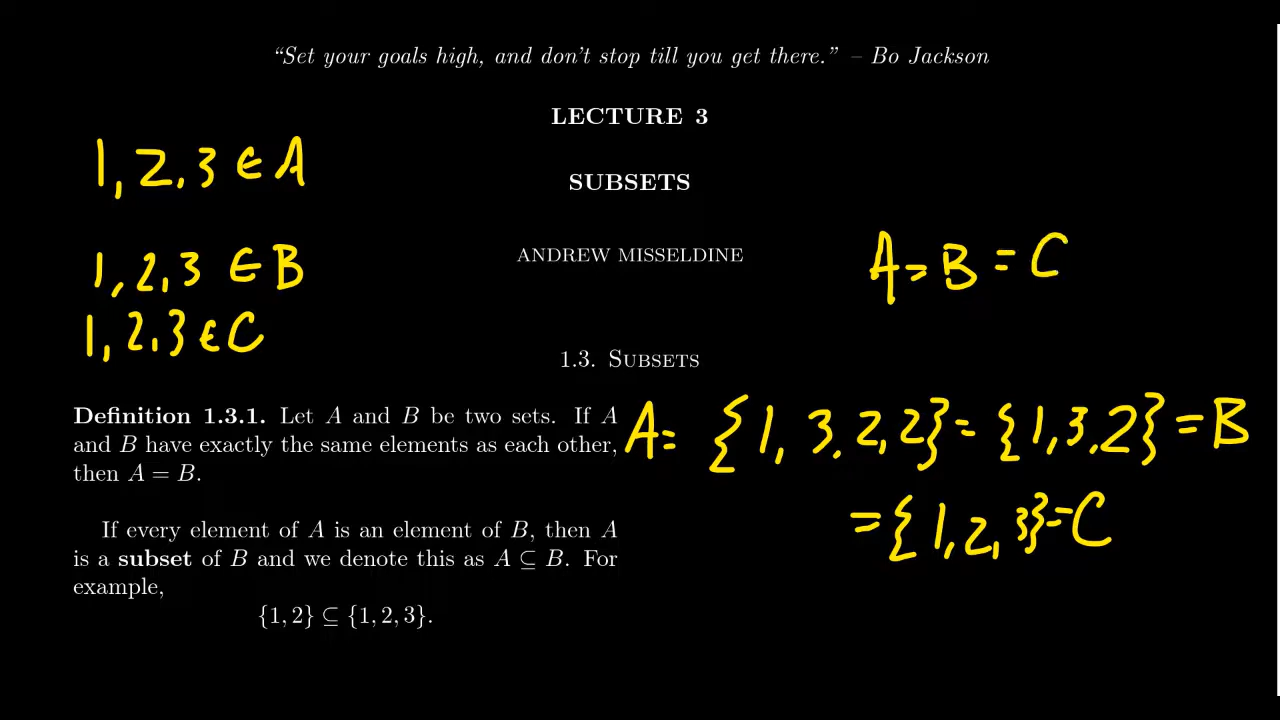 “Set your goals high, and don’t stop till you get there.” – Bo Jackson
LECTURE 3
SUBSETS
ANDREW MISSELDINE
1, 2, 3 ∈ A
1, 2, 3 ∈ B
1, 2, 3 ∈ C
A = B = C
1.3. Subsets
Definition 1.3.1. Let A and B be two sets. If A
and B have exactly the same elements as each other,
then A = B.
If every element of A is an element of B, then A
is a subset of B and we denote this as A ⊆ B. For
example,
{1, 2} ⊆ {1, 2, 3}.
A = {1, 3, 2, 2} = {1, 3, 2} = B
= {1, 2, 3} = C